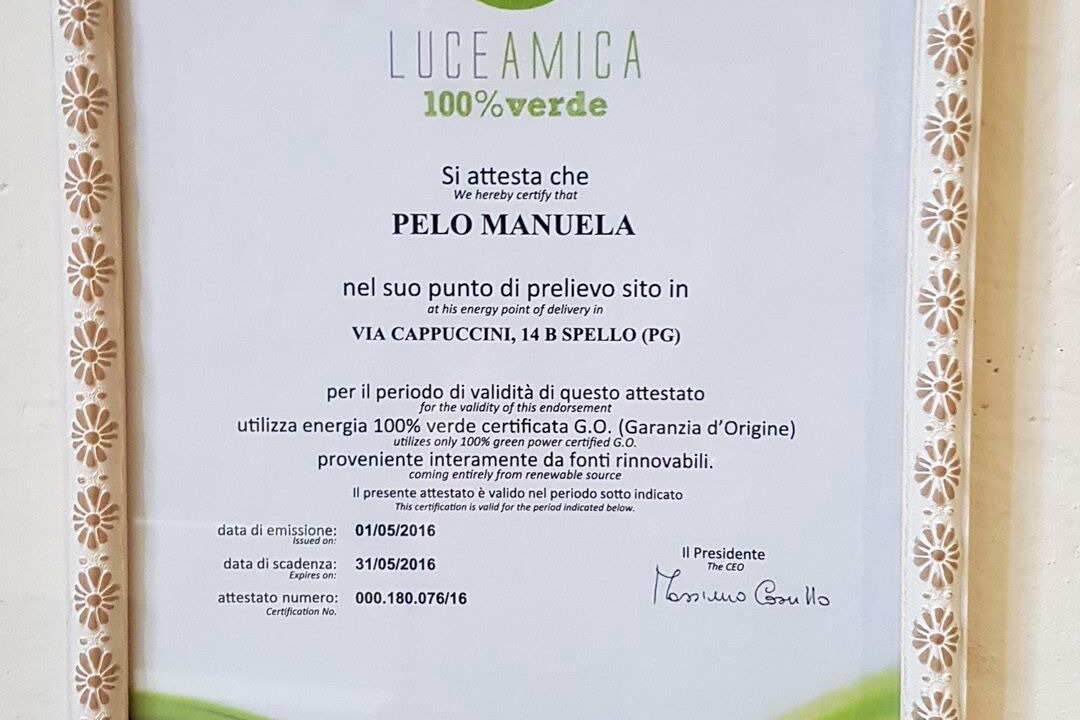 LUCEAMICA
100%verde
Si attesta che
We hereby certify that
PELO MANUELA
nel suo punto di prelievo sito in
at his energy point of delivery in
VIA CAPPUCCINI, 14 B SPELLO (PG)
per il periodo di validità di questo attestato
for the validity of this endorsement
utilizza energia 100% verde certificata G.O. (Garanzia d'Origine)
utilizes only 100% green power certified G.O.
proveniente interamente da fonti rinnovabili.
coming entirely from renewable source
Il presente attestato è valido nel periodo sotto indicato
This certification is valid for the period indicated below.
data di emissione: 01/05/2016
Issued on:
data di scadenza: 31/05/2016
Expires on:
attestato numero: 000.180.076/16
Certification No.
Il Presidente
The CEO
Massimo